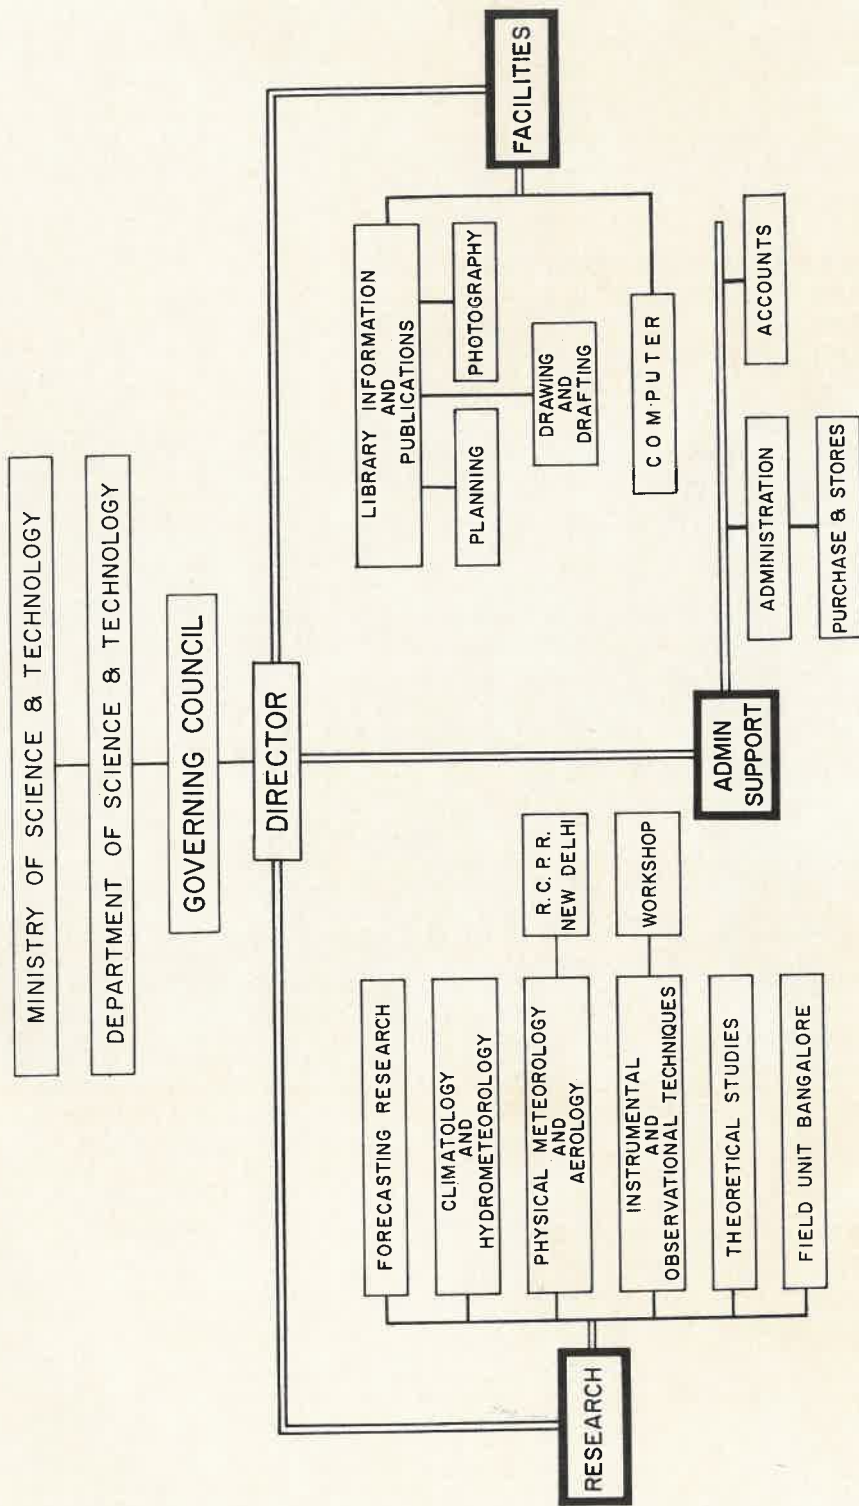 MINISTRY OF SCIENCE & TECHNOLOGY
DEPARTMENT OF SCIENCE & TECHNOLOGY
GOVERNING COUNCIL
DIRECTOR
RESEARCH
FORECASTING RESEARCH
CLIMATOLOGY
AND
HYDROMETEOROLOGY
PHYSICAL METEOROLOGY
AND
AEROLOGY
R. C. P. R.
NEW DELHI
INSTRUMENTAL
AND
OBSERVATIONAL TECHNIQUES
WORKSHOP
THEORETICAL STUDIES
FIELD UNIT BANGALORE
ADMIN
SUPPORT
ADMINISTRATION
PURCHASE & STORES
ACCOUNTS
FACILITIES
LIBRARY INFORMATION
AND
PUBLICATIONS
PLANNING
PHOTOGRAPHY
DRAWING
AND
DRAFTING
COMPUTER